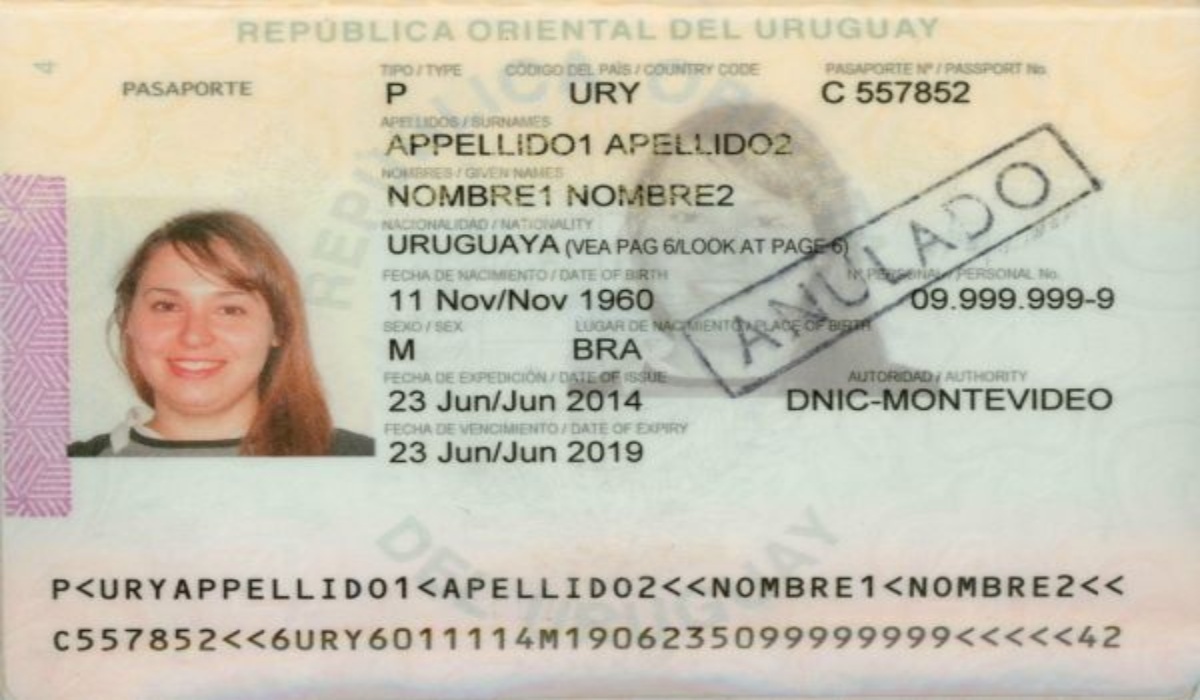 REPÚBLICA ORIENTAL DEL URUGUAY
4
PASAPORTE
TIPO / TYPE CÓDIGO DEL PAÍS / COUNTRY CODE PASAPORTE Nº / PASSPORT No.
P URY C 557852
APELLIDOS / SURNAMES
APPELLIDO1 APELLIDO2
NOMBRES / GIVEN NAMES
NOMBRE1 NOMBRE2
NACIONALIDAD / NATIONALITY
URUGUAYA (VEA PAG 6/LOOK AT PAGE 6)
FECHA DE NACIMIENTO / DATE OF BIRTH Nº PERSONAL / PERSONAL No.
11 Nov/Nov 1960 09.999.999-9
SEXO / SEX LUGAR DE NACIMIENTO / PLACE OF BIRTH
M BRA
FECHA DE EXPEDICIÓN / DATE OF ISSUE AUTORIDAD / AUTHORITY
23 Jun/Jun 2014 DNIC-MONTEVIDEO
FECHA DE VENCIMIENTO / DATE OF EXPIRY
23 Jun/Jun 2019
ANULADO
DEL URUGUAY
P<URYAPPELLIDO1<APELLIDO2<<NOMBRE1<NOMBRE2<<
C557852<<6URY6011114M1906235099999999<<<<<42